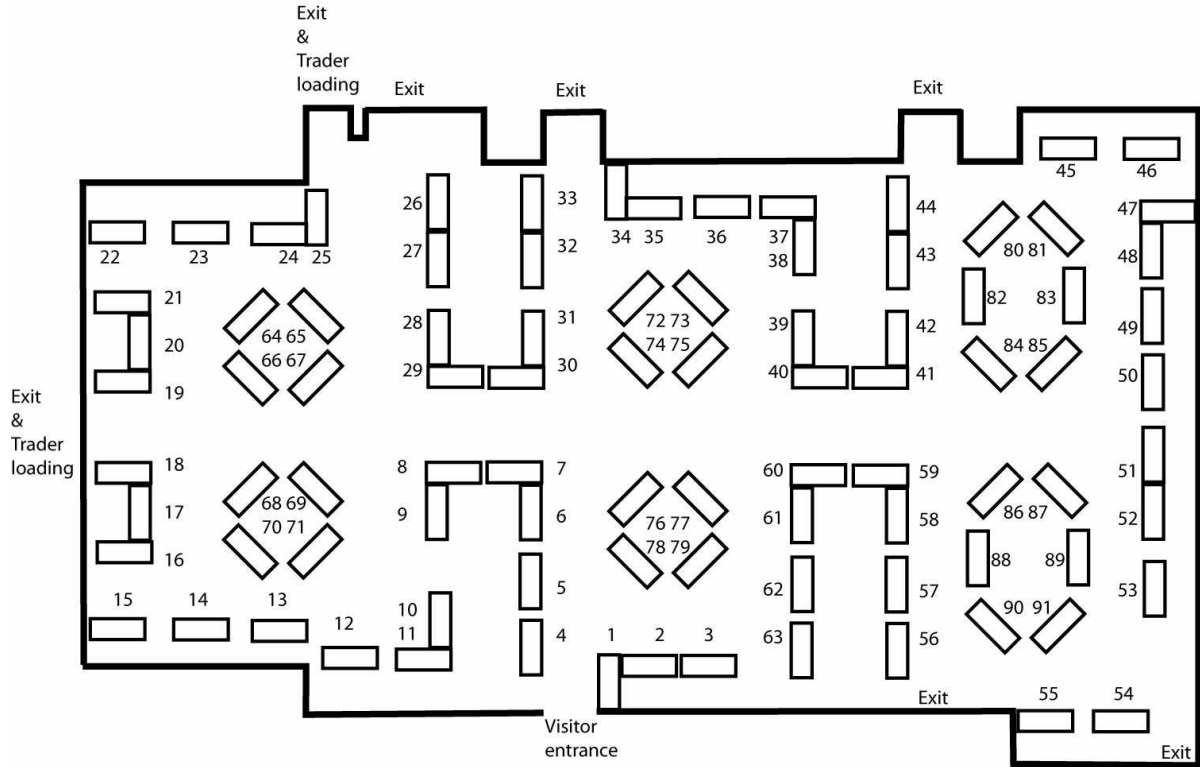 Exit
&
Trader
loading
Exit
Exit
Exit
45 46
26 33 44 47
34 35 36 37
22 23 24 25 27 32 38 43 80 81 48
21 82 83
64 65 28 31 72 73 39 42 49
20 66 67 74 75 84 85
29 30 40 41 50
19
Exit
&
Trader
loading
18 8 7 60 59 51
17 68 69 9 6 76 77 61 58 86 87 52
70 71 78 79
16 88 89
5 62 57 53
15 14 13 10 90 91
12 11 4 1 2 3 63 56
Exit 55 54
Visitor
entrance
Exit